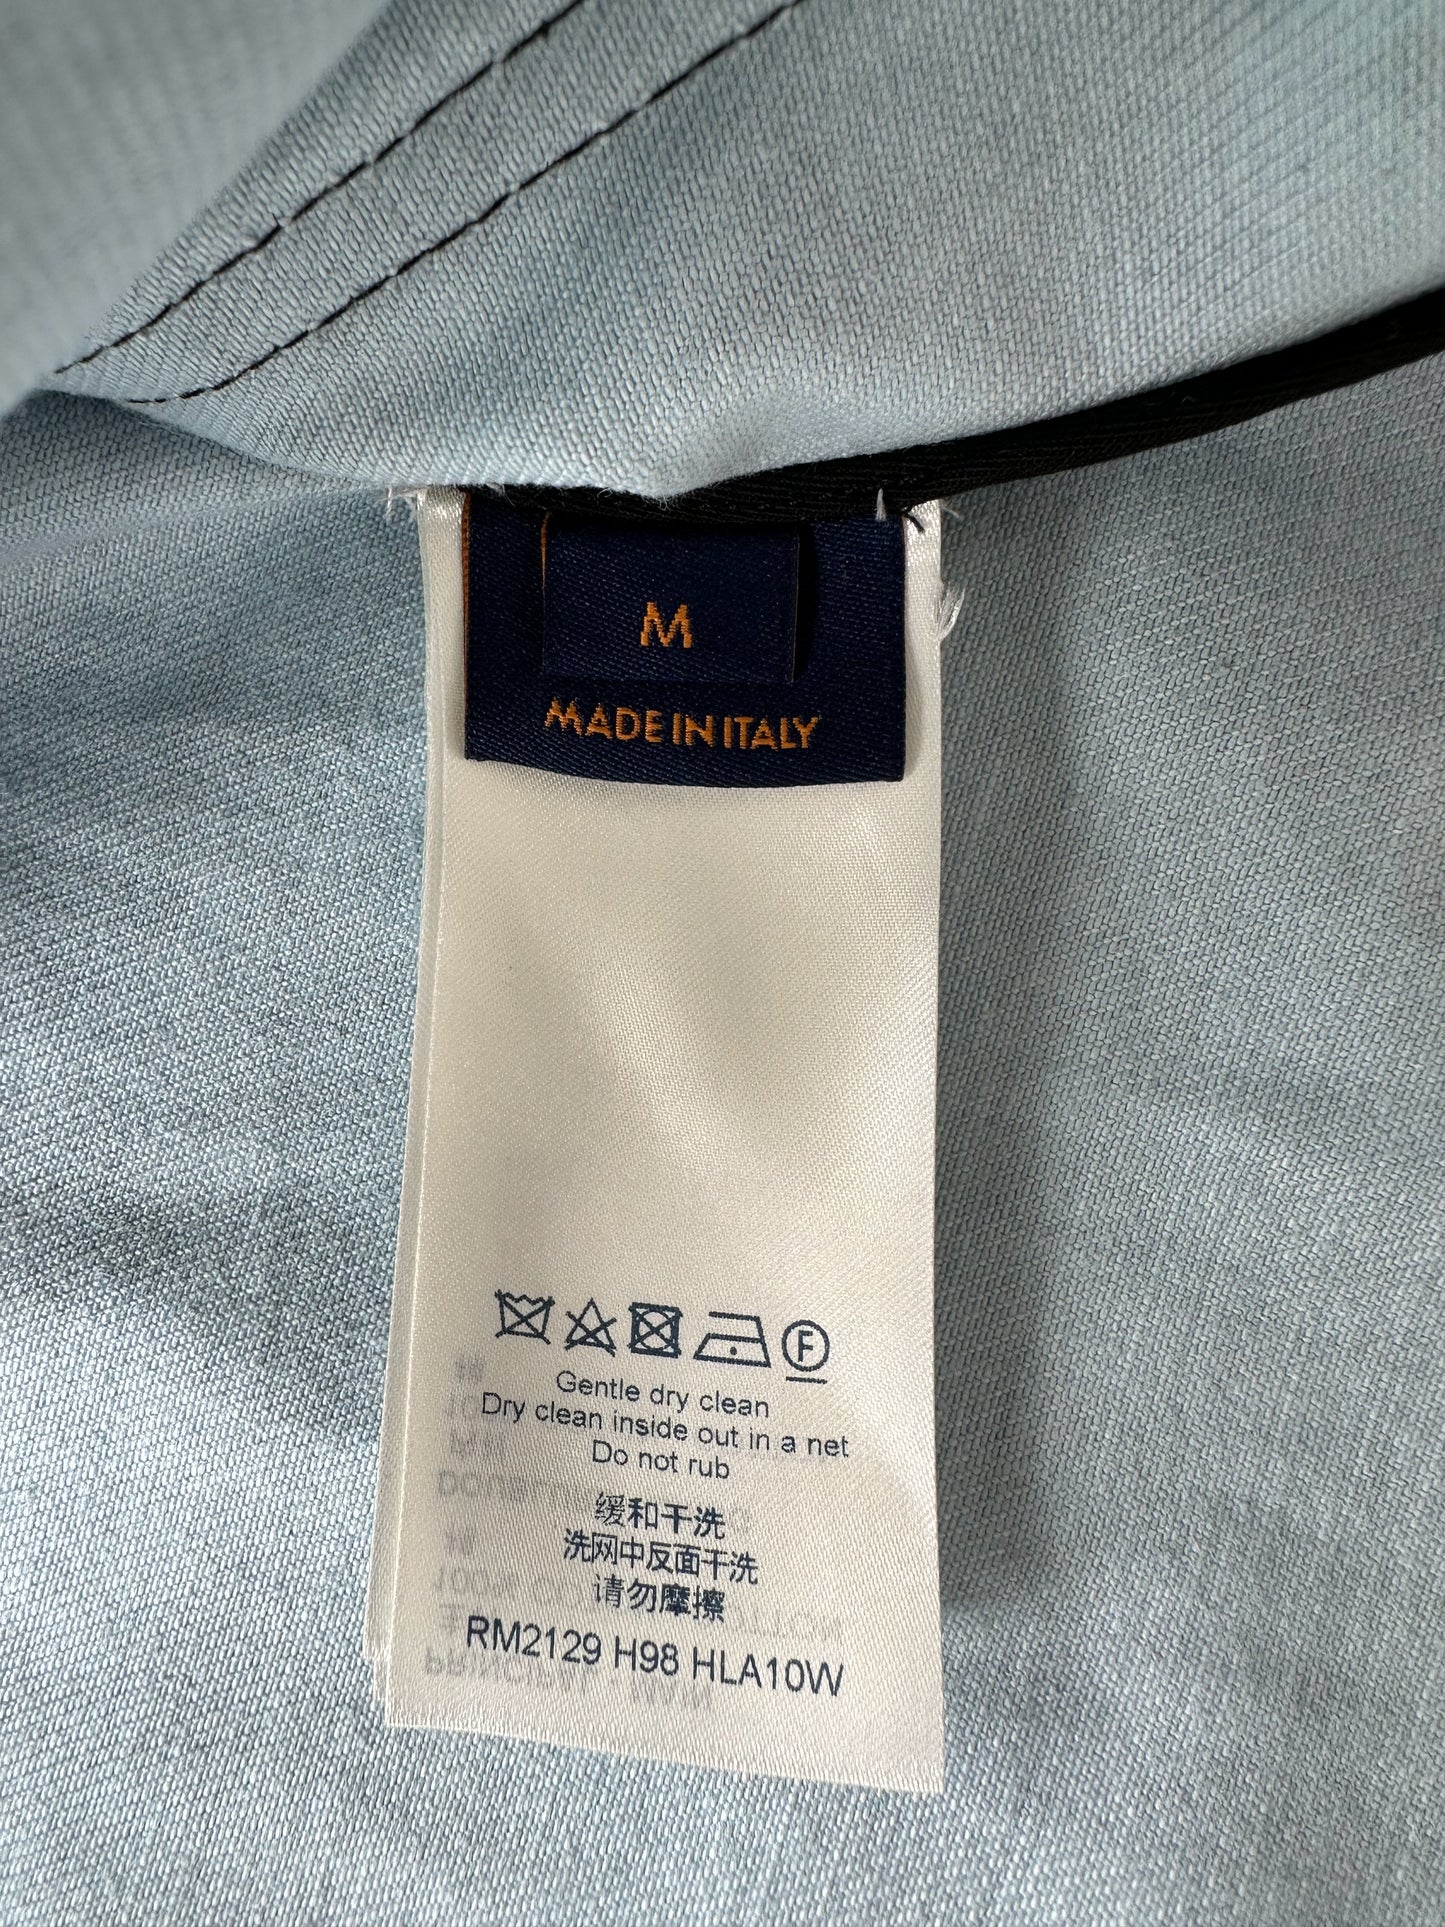 M
MADE IN ITALY
F
Gentle dry clean
Dry clean inside out in a net
Do not rub
缓和干洗
洗网中反面干洗
请勿摩擦
RM2129 H98 HLA10W